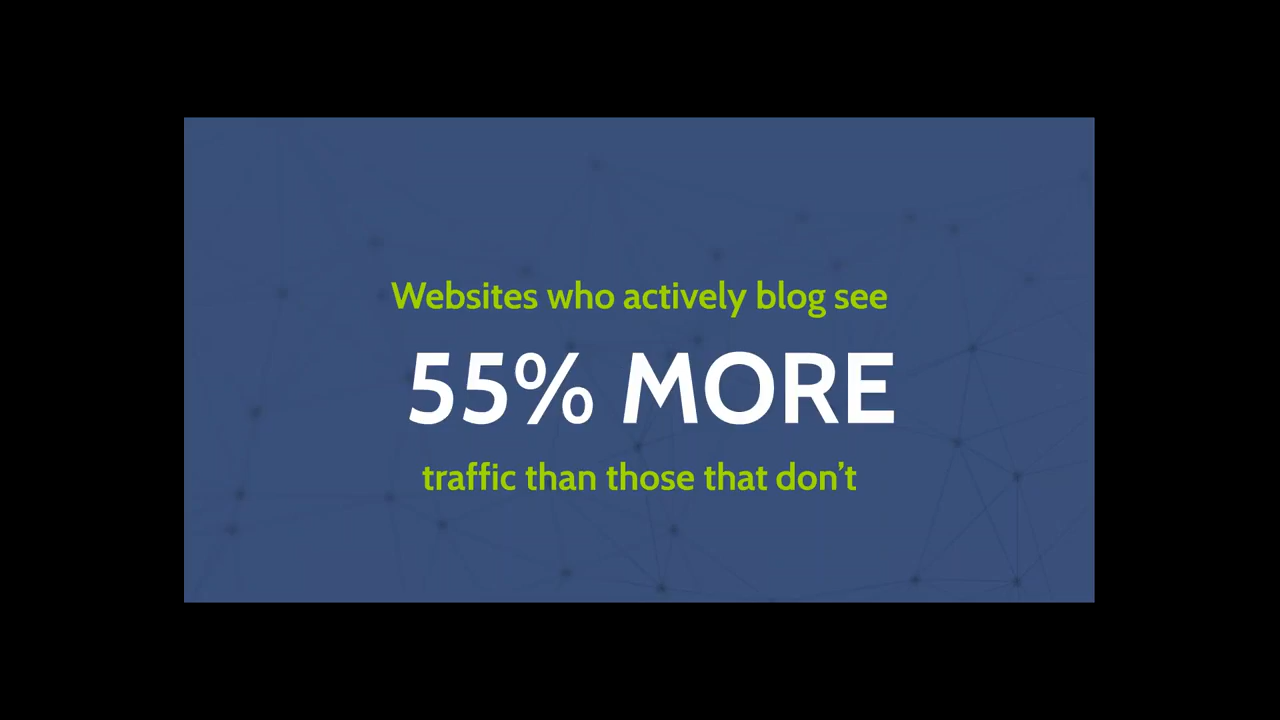 Websites who actively blog see
55% MORE
traffic than those that don’t